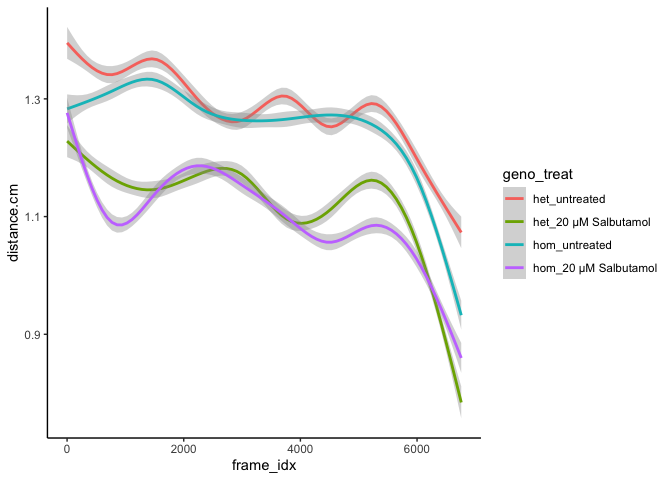 1.3
1.1
0.9
distance.cm
0
2000
4000
6000
frame_idx
geno_treat
het_untreated
het_20 µM Salbutamol
hom_untreated
hom_20 µM Salbutamol